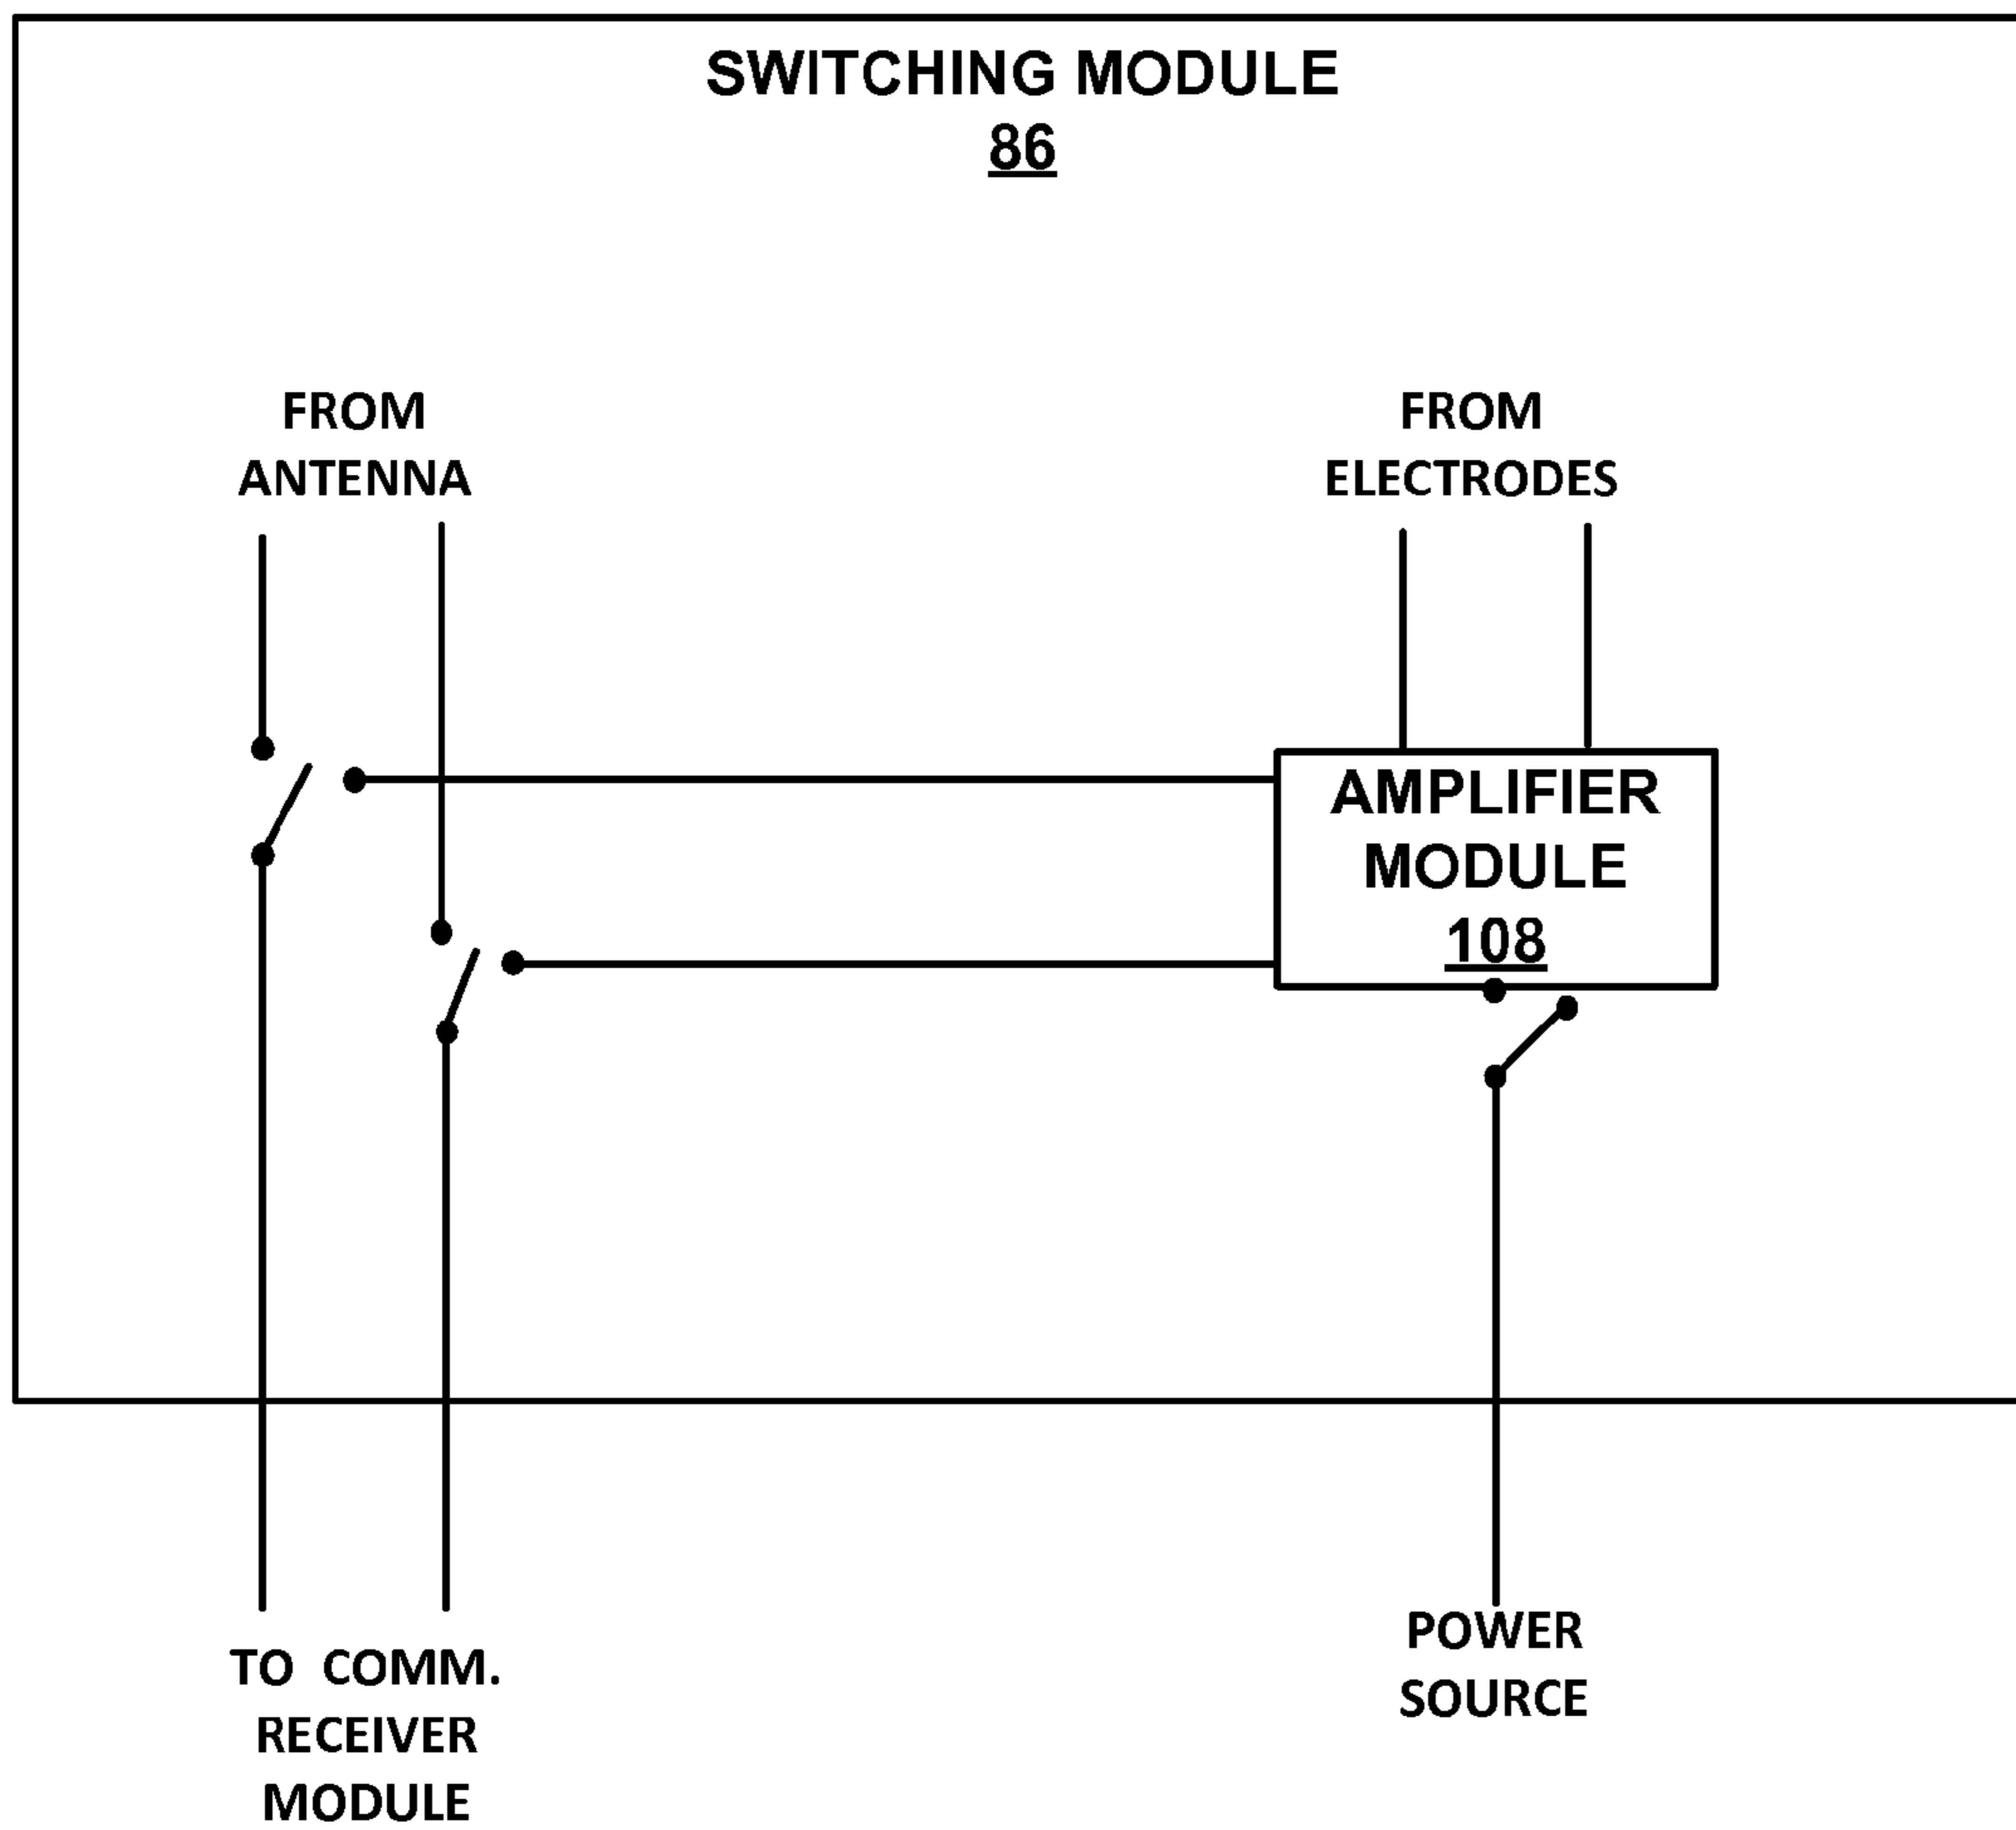 SWITCHING MODULE
86
FROM
ANTENNA
FROM
ELECTRODES
AMPLIFIER
MODULE
108
TO COMM.
RECEIVER
MODULE
POWER
SOURCE